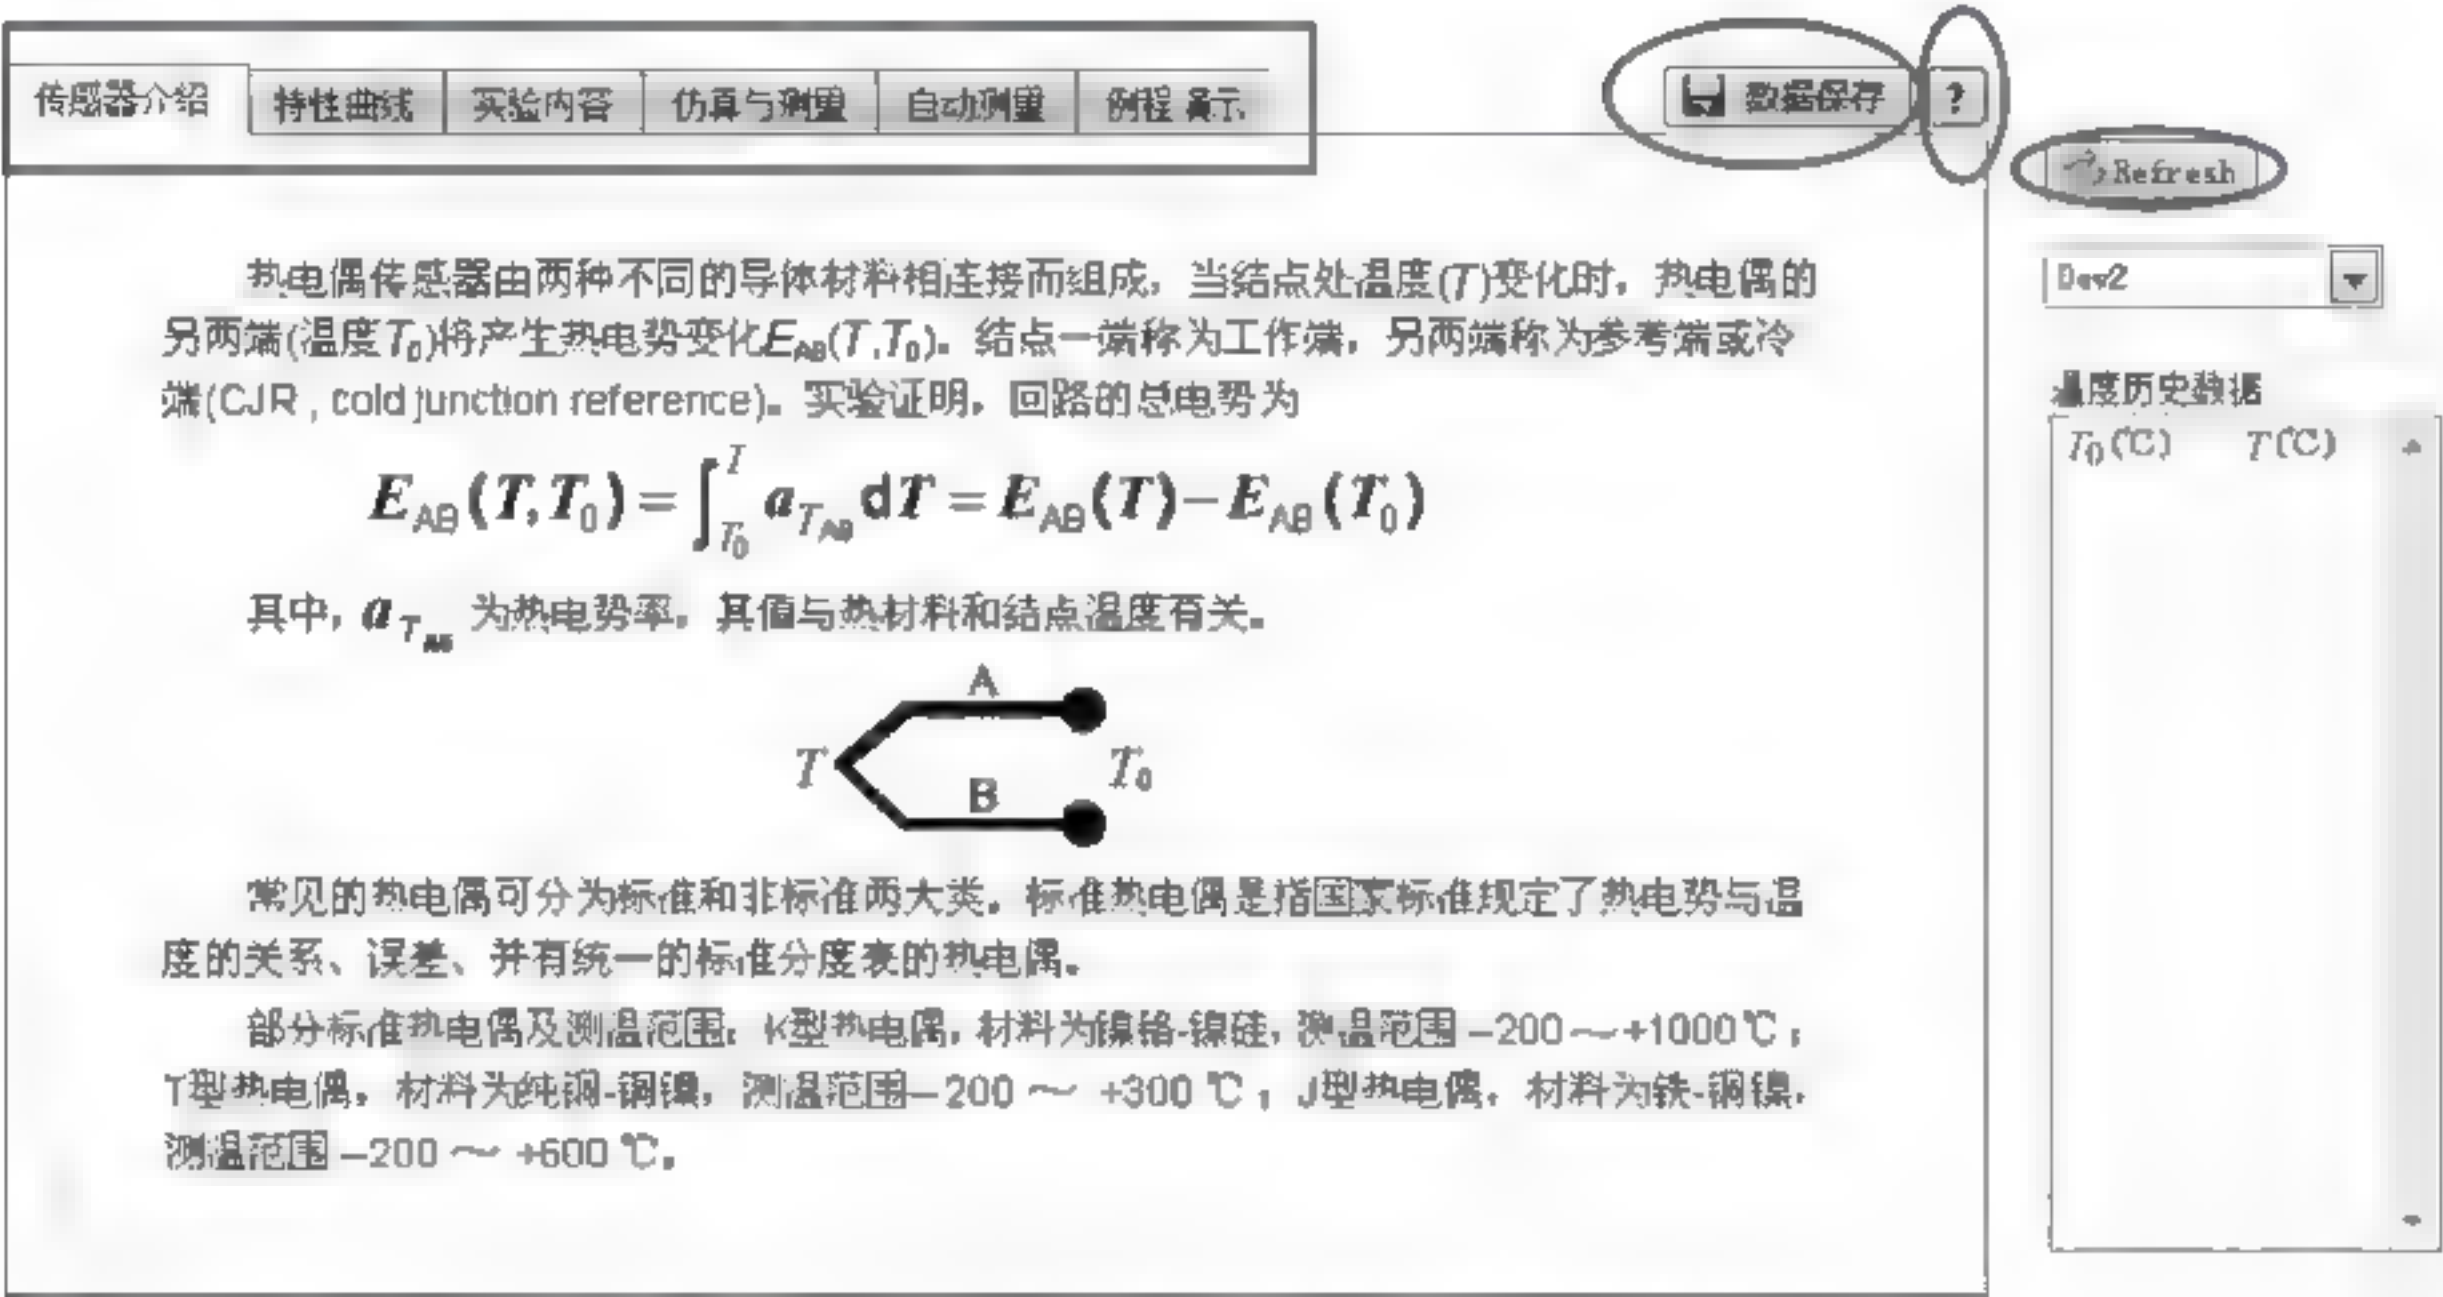 传感器介绍 特性曲线 实验内容 仿真与测量 自动测量 例程 演示
数据保存 ?
Refresh
Dev2
温度历史数据
T₀(℃) T(℃)
热电偶传感器由两种不同的导体材料相连接而组成，当结点处温度(T)变化时，热电偶的
另两端(温度T₀)将产生热电势变化E_AB(T,T₀)。结点一端称为工作端，另两端称为参考端或冷
端(CJR , cold junction reference)。实验证明，回路的总电势为
E_AB(T,T₀)=∫_{T₀}^{T} a_{T_AB} dT = E_AB(T)−E_AB(T₀)
其中，a_{T_AB} 为热电势率，其值与热材料和结点温度有关。
A
T T₀
B
常见的热电偶可分为标准和非标准两大类。标准热电偶是指国家标准规定了热电势与温
度的关系、误差、并有统一的标准分度表的热电偶。
部分标准热电偶及测温范围：K型热电偶，材料为镍铬-镍硅，测温范围 −200～+1000℃；
T型热电偶，材料为纯铜-铜镍，测温范围−200 ～ +300 ℃；J型热电偶，材料为铁-铜镍，
测温范围 −200 ～ +600 ℃。